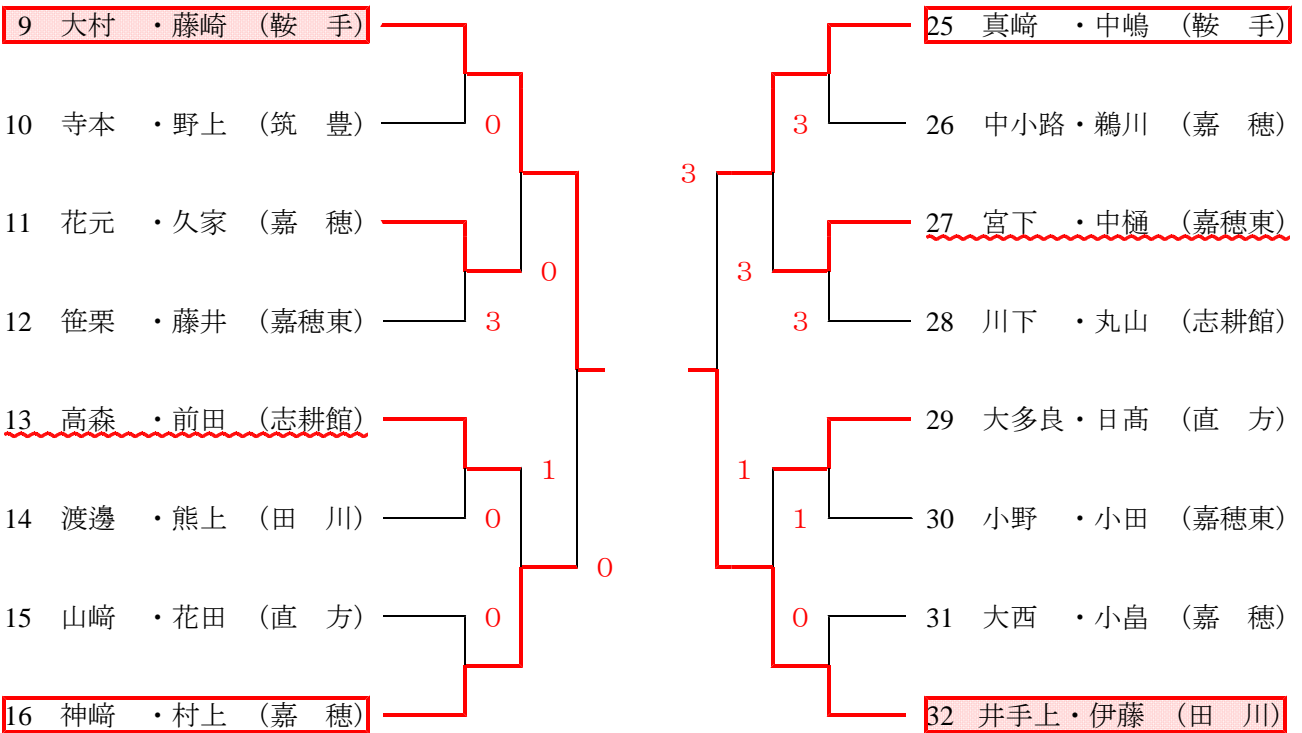 9 大村 ・藤崎 (鞍 手)
10 寺本 ・野上 (筑 豊)
0
11 花元 ・久家 (嘉 穂)
0
12 笹栗 ・藤井 (嘉穂東)
3
13 高森 ・前田 (志耕館)
1
14 渡邊 ・熊上 (田 川)
0
0
15 山﨑 ・花田 (直 方)
0
16 神﨑 ・村上 (嘉 穂)
25 真﨑 ・中嶋 (鞍 手)
3
26 中小路・鵜川 (嘉 穂)
3
27 宮下 ・中樋 (嘉穂東)
3
3
28 川下 ・丸山 (志耕館)
29 大多良・日髙 (直 方)
1
1
30 小野 ・小田 (嘉穂東)
0
31 大西 ・小畠 (嘉 穂)
32 井手上・伊藤 (田 川)